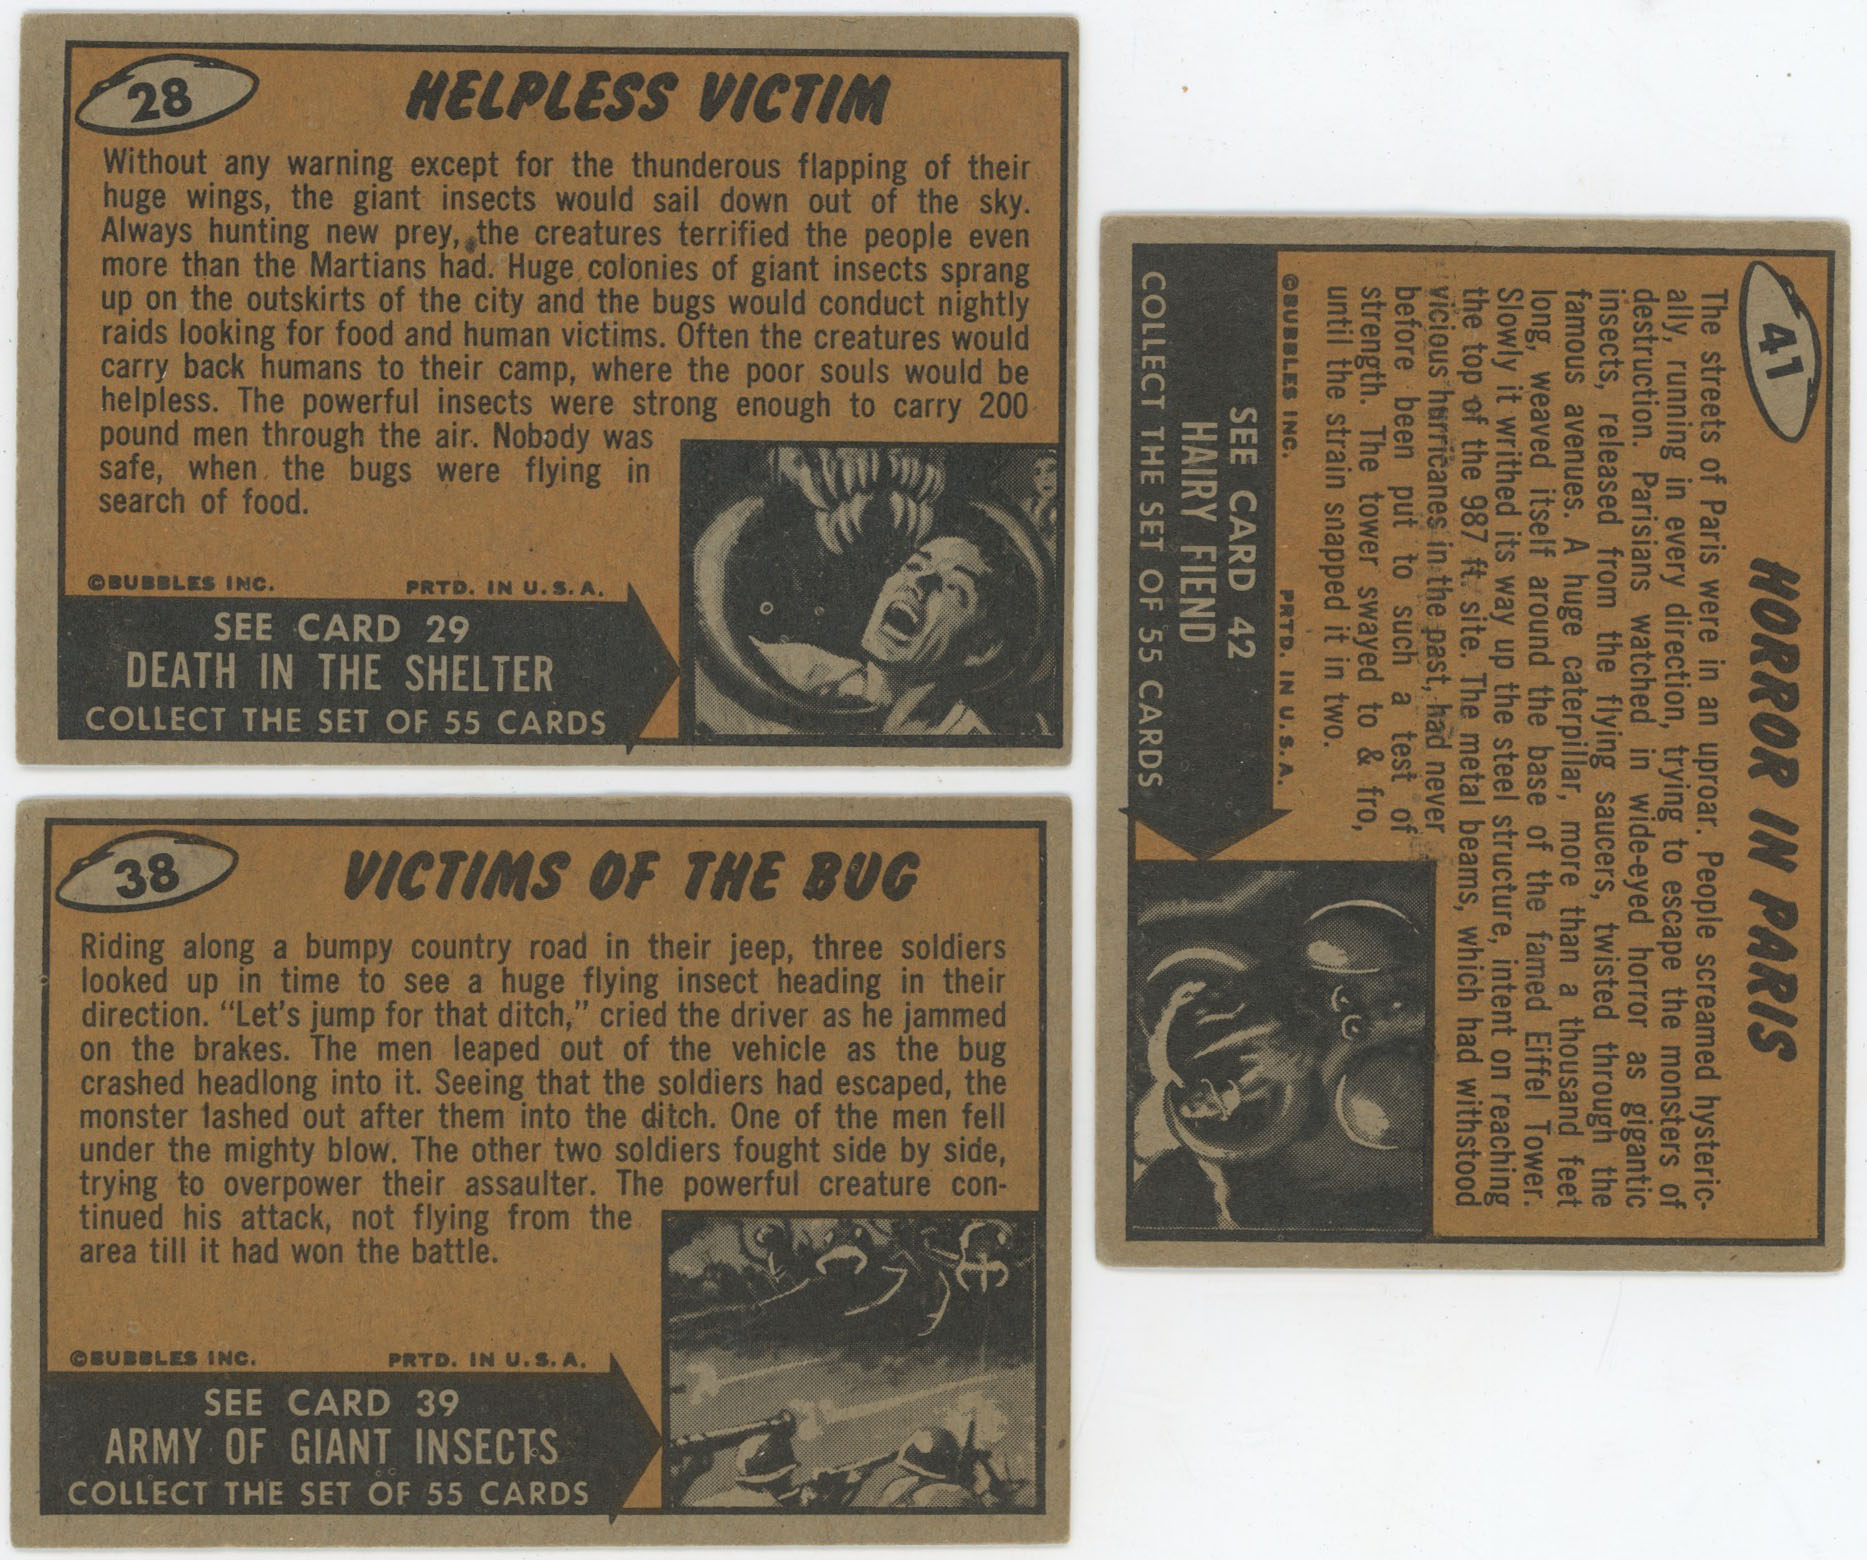 28
HELPLESS VICTIM
Without any warning except for the thunderous flapping of their
huge wings, the giant insects would sail down out of the sky.
Always hunting new prey, the creatures terrified the people even
more than the Martians had. Huge colonies of giant insects sprang
up on the outskirts of the city and the bugs would conduct nightly
raids looking for food and human victims. Often the creatures would
carry back humans to their camp, where the poor souls would be
helpless. The powerful insects were strong enough to carry 200
pound men through the air. Nobody was
safe, when the bugs were flying in
search of food.
©BUBBLES INC. PRTD. IN U.S.A.
SEE CARD 29
DEATH IN THE SHELTER
COLLECT THE SET OF 55 CARDS
38
VICTIMS OF THE BUG
Riding along a bumpy country road in their jeep, three soldiers
looked up in time to see a huge flying insect heading in their
direction. “Let's jump for that ditch,” cried the driver as he jammed
on the brakes. The men leaped out of the vehicle as the bug
crashed headlong into it. Seeing that the soldiers had escaped, the
monster lashed out after them into the ditch. One of the men fell
under the mighty blow. The other two soldiers fought side by side,
trying to overpower their assaulter. The powerful creature con-
tinued his attack, not flying from the
area till it had won the battle.
©BUBBLES INC. PRTD. IN U.S.A.
SEE CARD 39
ARMY OF GIANT INSECTS
COLLECT THE SET OF 55 CARDS
41
HORROR IN PARIS
The streets of Paris were in an uproar. People screamed hysteric-
ally, running in every direction, trying to escape the monsters of
destruction. Parisians watched in wide-eyed horror as gigantic
insects, released from the flying saucers, twisted through the
famous avenues. A huge caterpillar, more than a thousand feet
long, weaved itself around the base of the famed Eiffel Tower.
Slowly it writhed its way up the steel structure, intent on reaching
the top of the 987 ft. site. The metal beams, which had withstood
vicious hurricanes in the past, had never
before been put to such a test of
strength. The tower swayed to & fro,
until the strain snapped it in two.
©BUBBLES INC. PRTD. IN U.S.A.
SEE CARD 42
HAIRY FIEND
COLLECT THE SET OF 55 CARDS